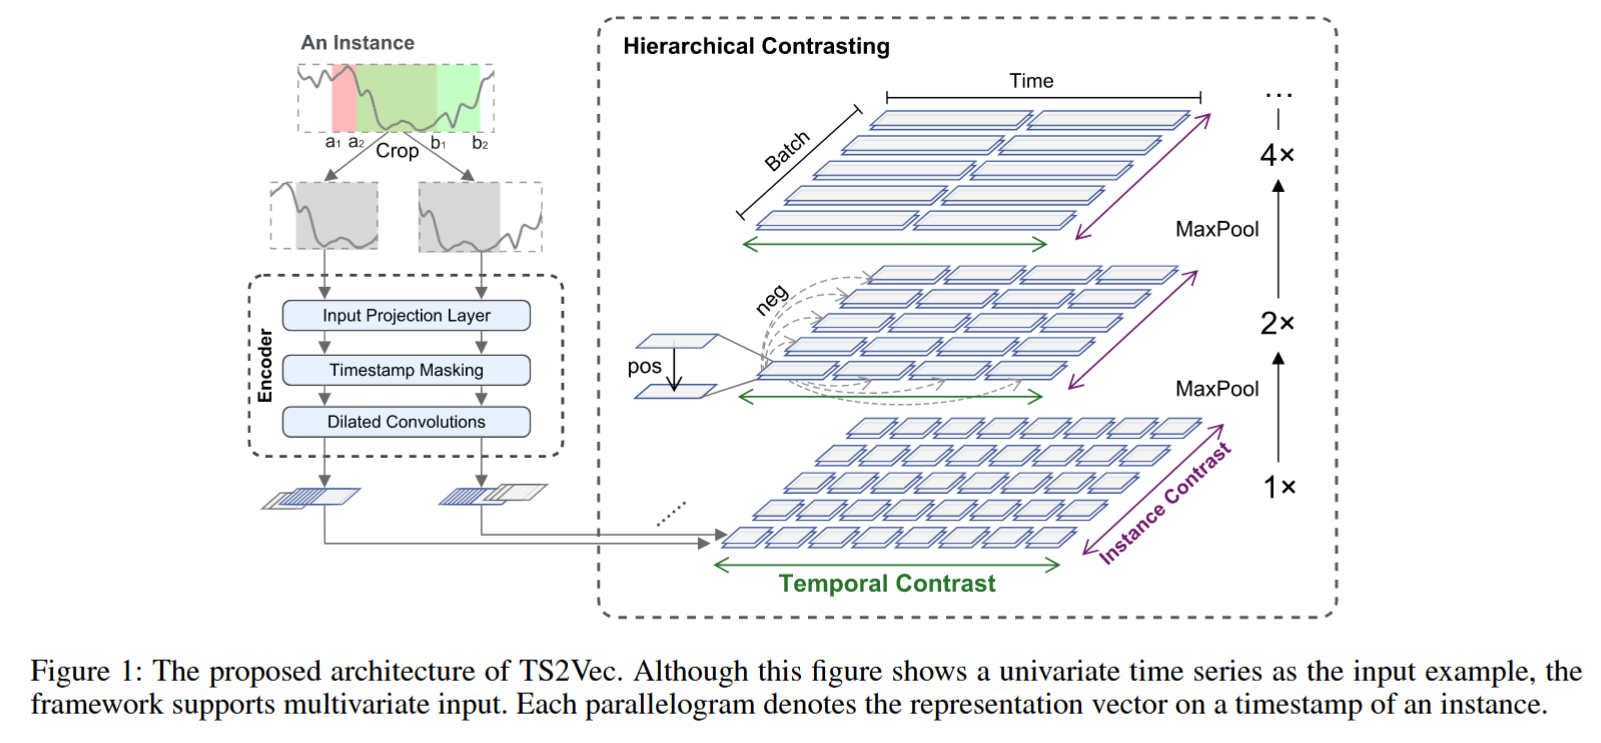 An Instance
a₁ a₂ b₁ b₂
Crop
Encoder
Input Projection Layer
Timestamp Masking
Dilated Convolutions
Hierarchical Contrasting
Time
Batch
...
4×
MaxPool
neg
pos
2×
MaxPool
1×
Instance Contrast
Temporal Contrast
Figure 1: The proposed architecture of TS2Vec. Although this figure shows a univariate time series as the input example, the
framework supports multivariate input. Each parallelogram denotes the representation vector on a timestamp of an instance.